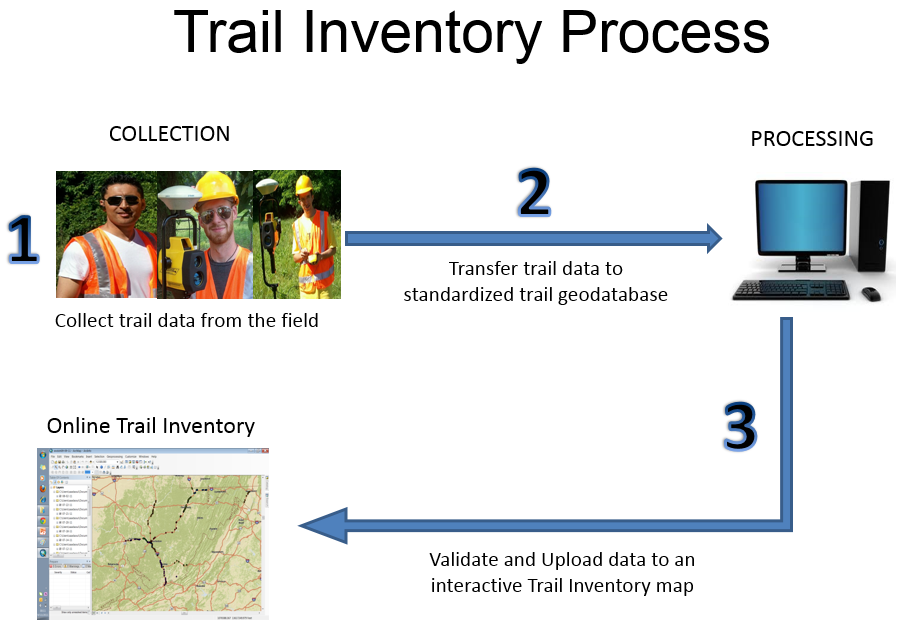 Trail Inventory Process
COLLECTION
PROCESSING
1
2
Transfer trail data to
standardized trail geodatabase
Collect trail data from the field
3
Online Trail Inventory
Validate and Upload data to an
interactive Trail Inventory map